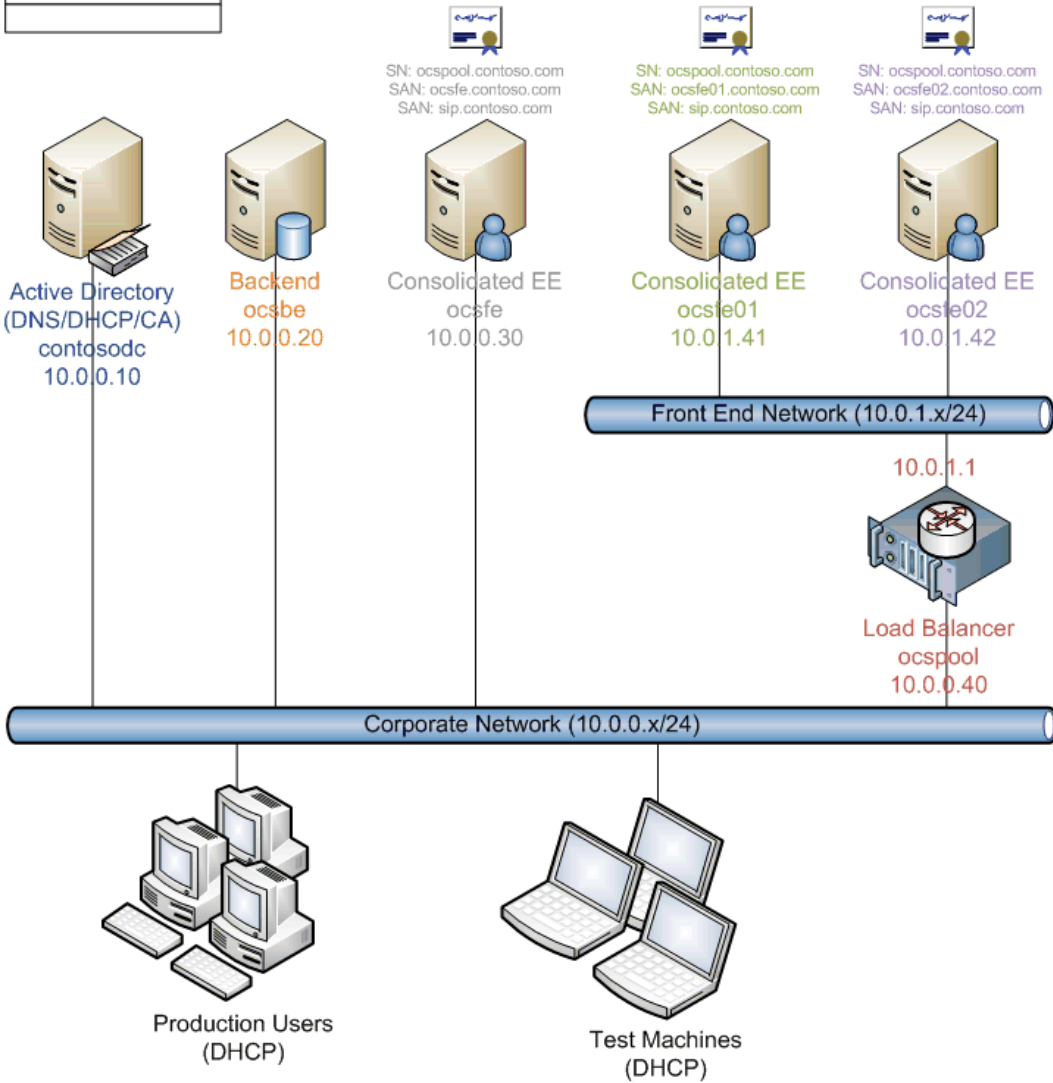 SN: ocspool.contoso.com
SAN: ocsfe.contoso.com
SAN: sip.contoso.com
SN: ocspool.contoso.com
SAN: ocsfe01.contoso.com
SAN: sip.contoso.com
SN: ocspool.contoso.com
SAN: ocsfe02.contoso.com
SAN: sip.contoso.com
Active Directory
(DNS/DHCP/CA)
contosodc
10.0.0.10
Backend
ocsbe
10.0.0.20
Consolidated EE
ocsfe
10.0.0.30
Consolidated EE
ocsfe01
10.0.1.41
Consolidated EE
ocsfe02
10.0.1.42
Front End Network (10.0.1.x/24)
10.0.1.1
Load Balancer
ocspool
10.0.0.40
Corporate Network (10.0.0.x/24)
Production Users
(DHCP)
Test Machines
(DHCP)